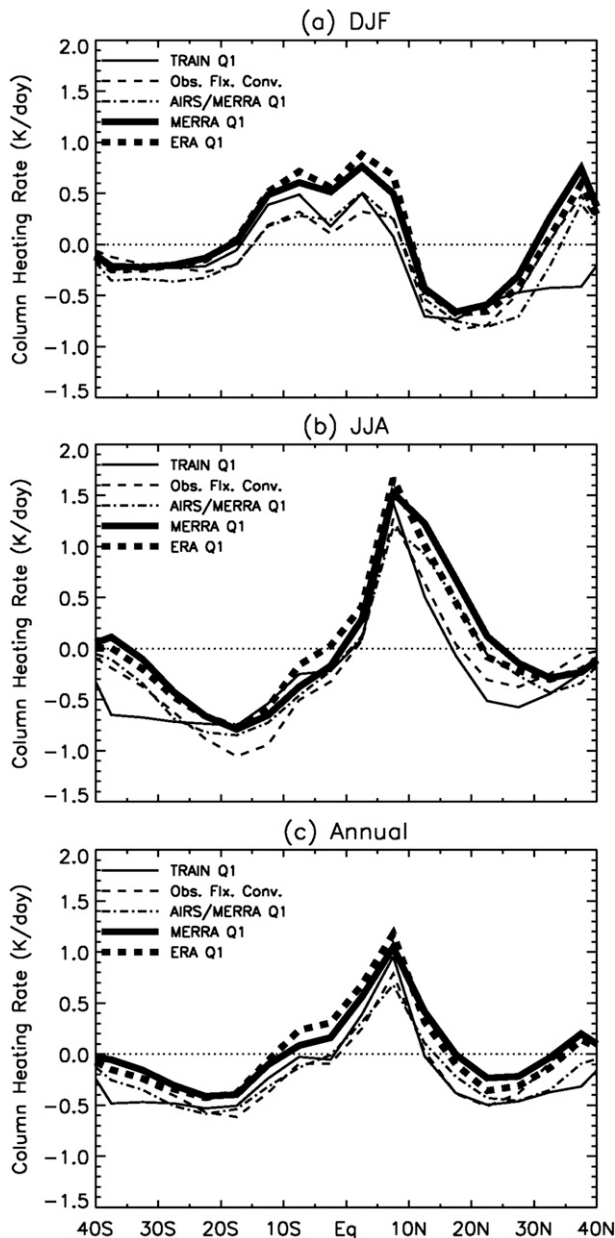 (a) DJF
Column Heating Rate (K/day)
2.0
1.5
1.0
0.5
0.0
-0.5
-1.0
-1.5
TRAIN Q1
Obs. Flx. Conv.
AIRS/MERRA Q1
MERRA Q1
ERA Q1
(b) JJA
Column Heating Rate (K/day)
2.0
1.5
1.0
0.5
0.0
-0.5
-1.0
-1.5
TRAIN Q1
Obs. Flx. Conv.
AIRS/MERRA Q1
MERRA Q1
ERA Q1
(c) Annual
Column Heating Rate (K/day)
2.0
1.5
1.0
0.5
0.0
-0.5
-1.0
-1.5
TRAIN Q1
Obs. Flx. Conv.
AIRS/MERRA Q1
MERRA Q1
ERA Q1
40S 30S 20S 10S Eq 10N 20N 30N 40N